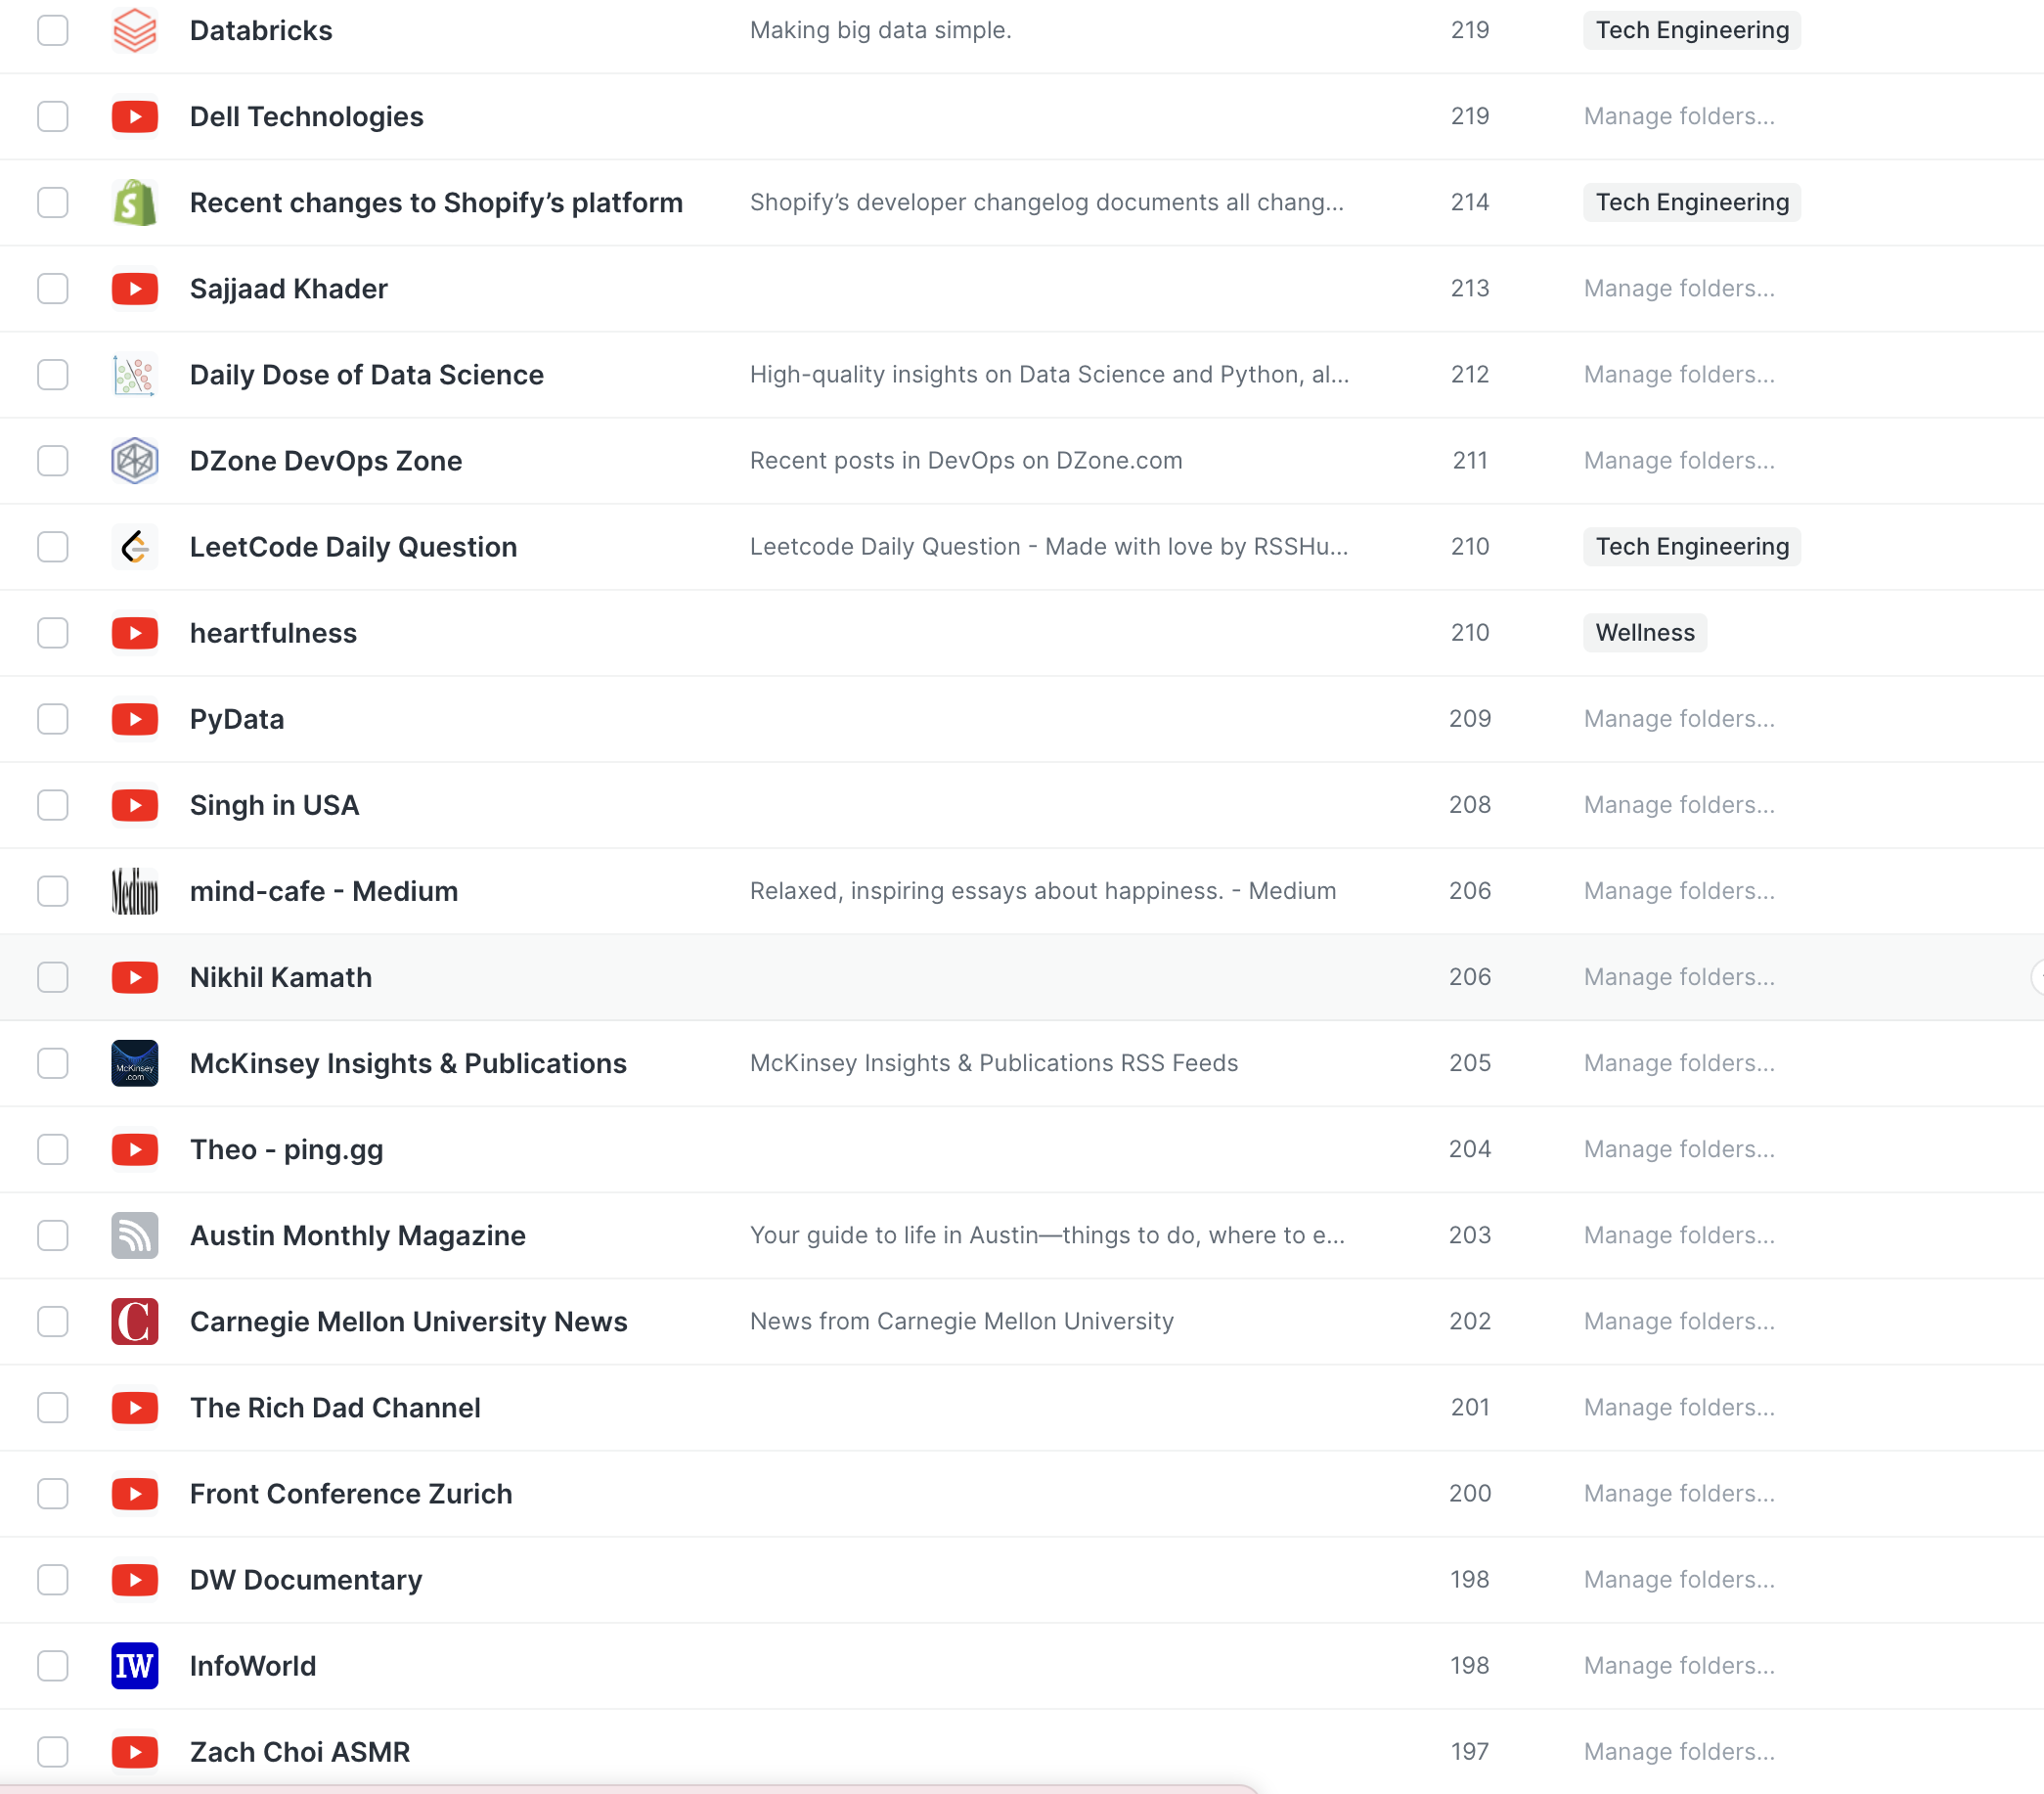 Databricks Making big data simple. 219 Tech Engineering
Dell Technologies 219 Manage folders...
Recent changes to Shopify’s platform Shopify’s developer changelog documents all chang... 214 Tech Engineering
Sajjaad Khader 213 Manage folders...
Daily Dose of Data Science High-quality insights on Data Science and Python, al... 212 Manage folders...
DZone DevOps Zone Recent posts in DevOps on DZone.com 211 Manage folders...
LeetCode Daily Question Leetcode Daily Question - Made with love by RSSHu... 210 Tech Engineering
heartfulness 210 Wellness
PyData 209 Manage folders...
Singh in USA 208 Manage folders...
Medium mind-cafe - Medium Relaxed, inspiring essays about happiness. - Medium 206 Manage folders...
Nikhil Kamath 206 Manage folders...
McKinsey .com McKinsey Insights & Publications McKinsey Insights & Publications RSS Feeds 205 Manage folders...
Theo - ping.gg 204 Manage folders...
Austin Monthly Magazine Your guide to life in Austin—things to do, where to e... 203 Manage folders...
C Carnegie Mellon University News News from Carnegie Mellon University 202 Manage folders...
The Rich Dad Channel 201 Manage folders...
Front Conference Zurich 200 Manage folders...
DW Documentary 198 Manage folders...
IW InfoWorld 198 Manage folders...
Zach Choi ASMR 197 Manage folders...